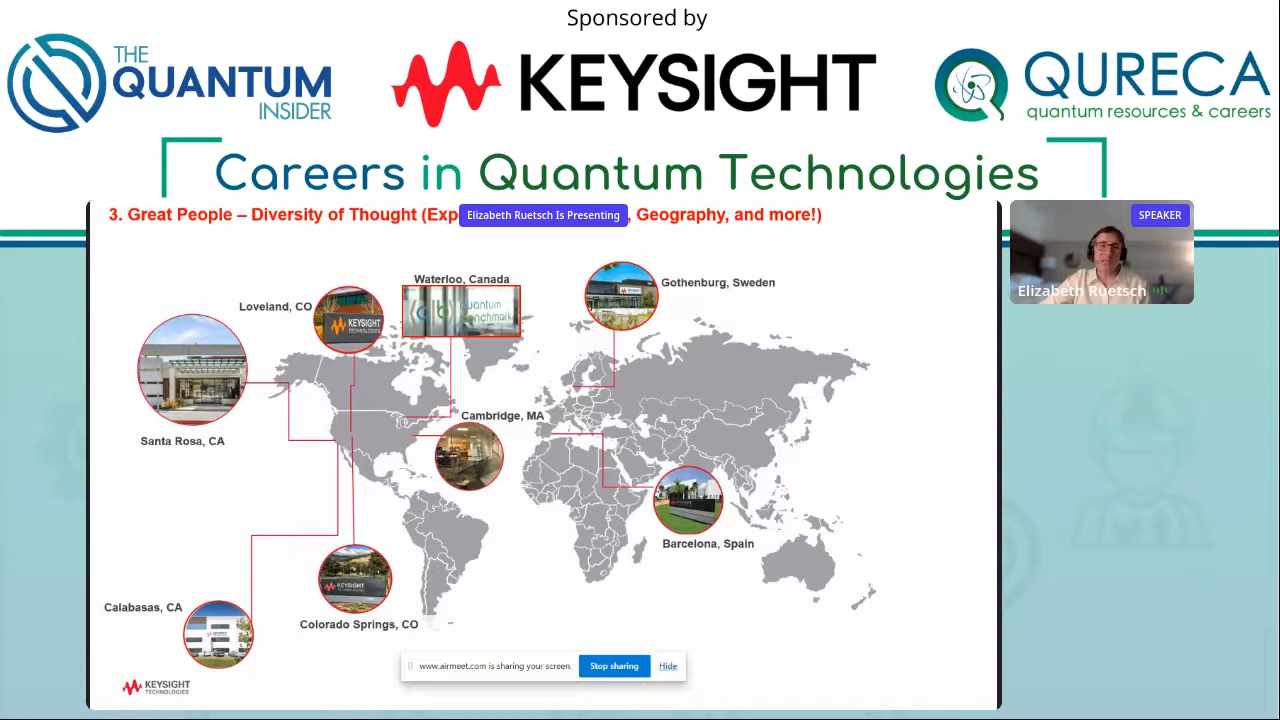 Sponsored by
THE
QUANTUM
INSIDER
KEYSIGHT
QURECA
quantum resources & careers
Careers in Quantum Technologies
3. Great People – Diversity of Thought (Exp
Elizabeth Ruetsch Is Presenting
, Geography, and more!)
SPEAKER
Elizabeth Ruetsch
Waterloo, Canada
quantum
benchmark
Gothenburg, Sweden
Loveland, CO
KEYSIGHT
TECHNOLOGIES
Cambridge, MA
Santa Rosa, CA
Barcelona, Spain
Calabasas, CA
KEYSIGHT
Colorado Springs, CO
www.airmeet.com is sharing your screen.
Stop sharing
Hide
KEYSIGHT
TECHNOLOGIES